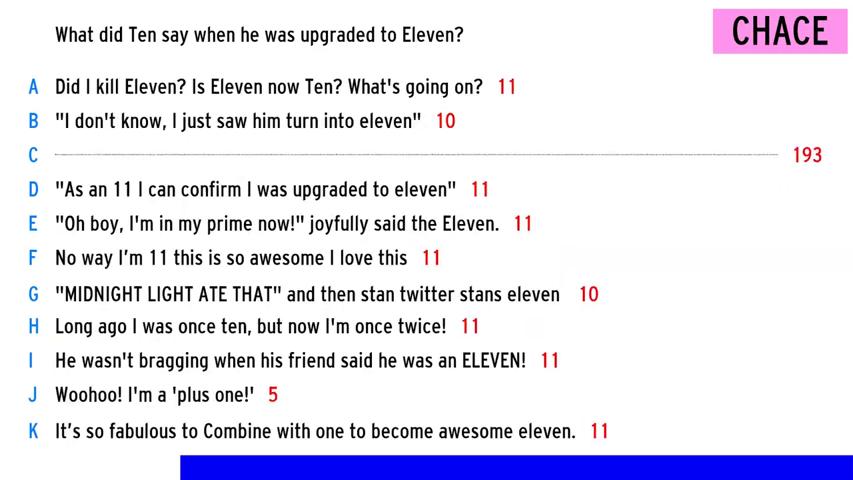 What did Ten say when he was upgraded to Eleven?
CHACE
A Did I kill Eleven? Is Eleven now Ten? What's going on? 11
B "I don't know, I just saw him turn into eleven" 10
C 193
D "As an 11 I can confirm I was upgraded to eleven" 11
E "Oh boy, I'm in my prime now!" joyfully said the Eleven. 11
F No way I’m 11 this is so awesome I love this 11
G "MIDNIGHT LIGHT ATE THAT" and then stan twitter stans eleven 10
H Long ago I was once ten, but now I'm once twice! 11
I He wasn't bragging when his friend said he was an ELEVEN! 11
J Woohoo! I'm a 'plus one!' 5
K It’s so fabulous to Combine with one to become awesome eleven. 11